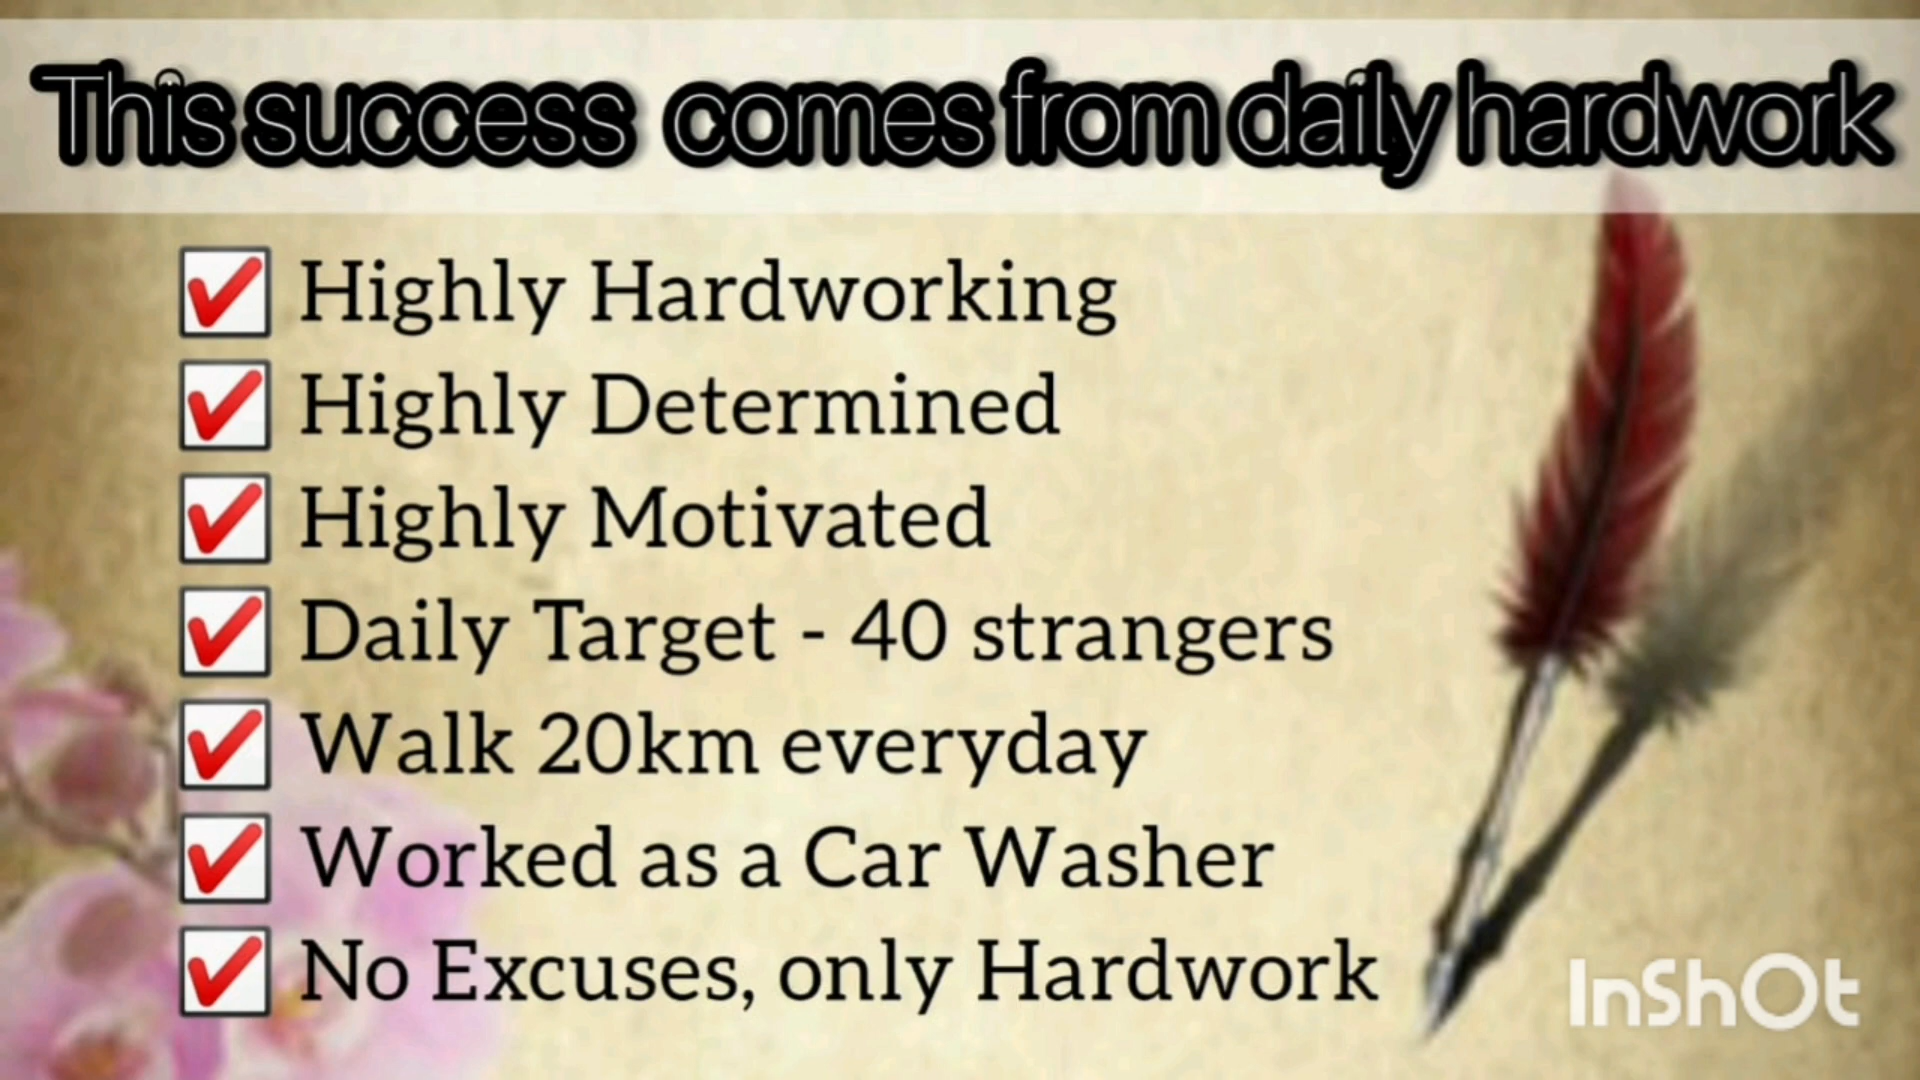 This success comes from daily hardwork
✔ Highly Hardworking
✔ Highly Determined
✔ Highly Motivated
✔ Daily Target - 40 strangers
✔ Walk 20km everyday
✔ Worked as a Car Washer
✔ No Excuses, only Hardwork
InShOt